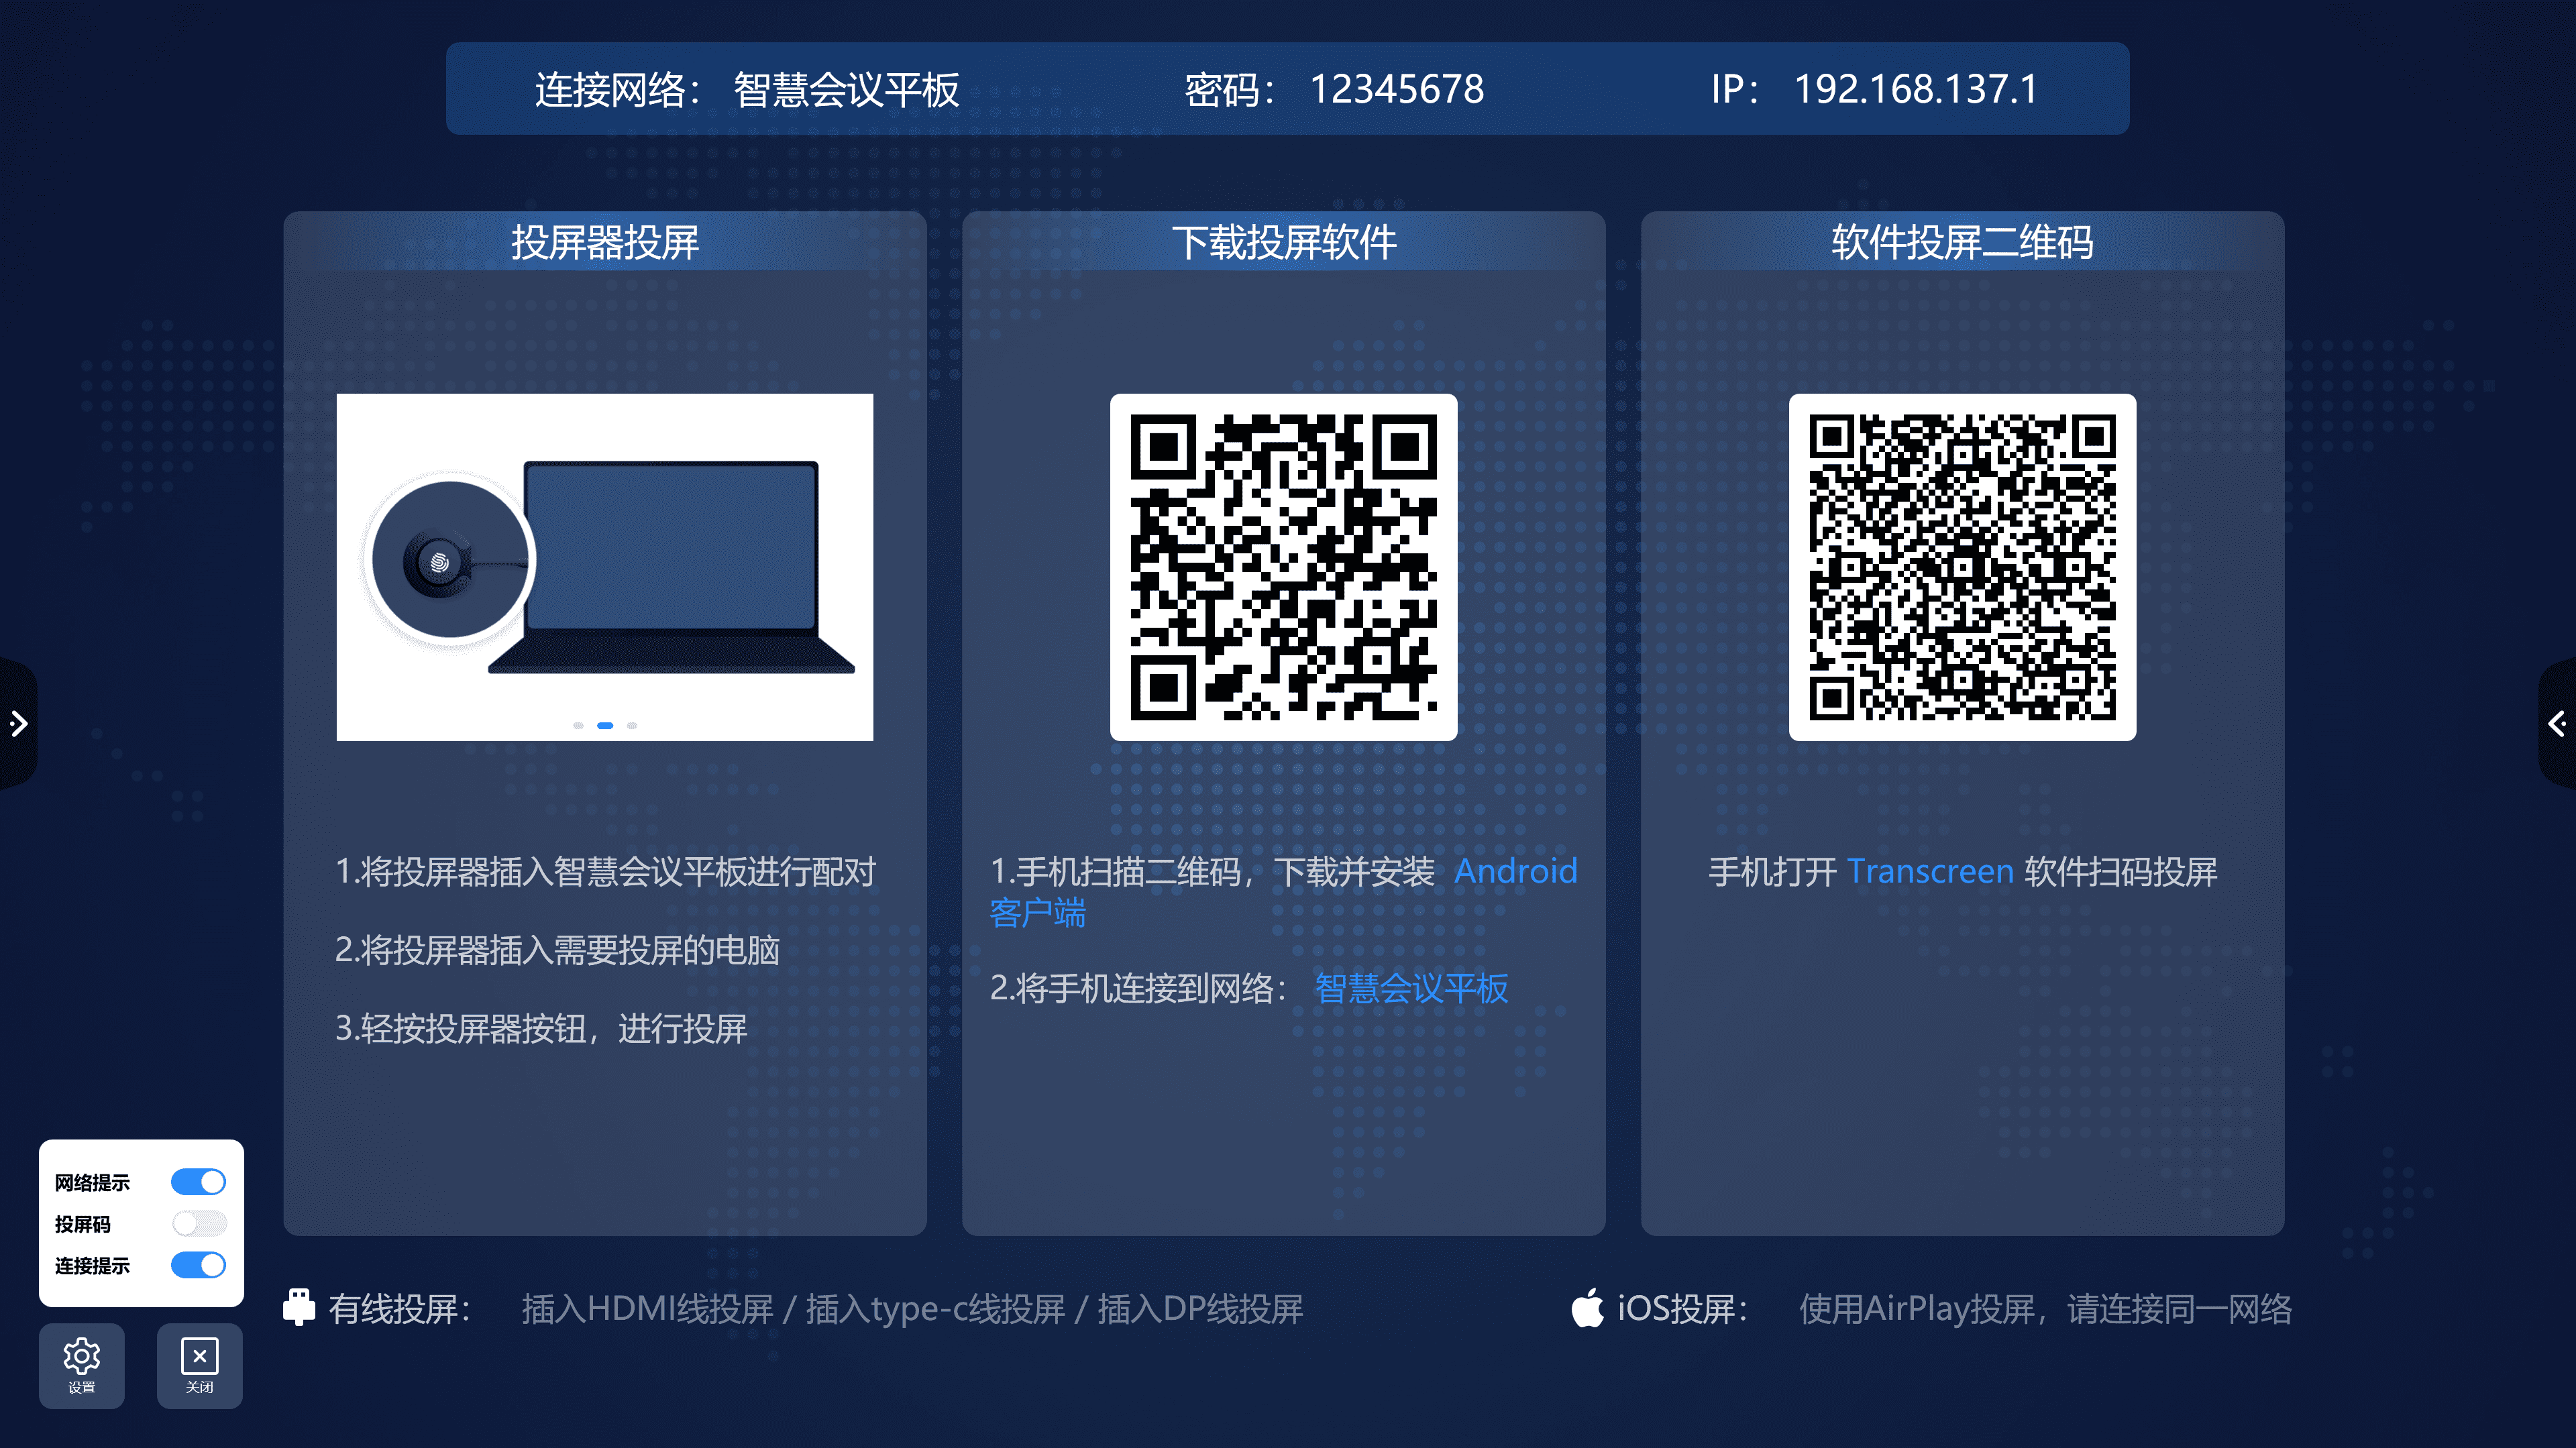 连接网络： 智慧会议平板 密码： 12345678 IP： 192.168.137.1
投屏器投屏
1.将投屏器插入智慧会议平板进行配对
2.将投屏器插入需要投屏的电脑
3.轻按投屏器按钮，进行投屏
下载投屏软件
1.手机扫描二维码，下载并安装 Android
客户端
2.将手机连接到网络： 智慧会议平板
软件投屏二维码
手机打开 Transcreen 软件扫码投屏
网络提示
投屏码
连接提示
设置
关闭
有线投屏： 插入HDMI线投屏 / 插入type-c线投屏 / 插入DP线投屏
iOS投屏： 使用AirPlay投屏，请连接同一网络